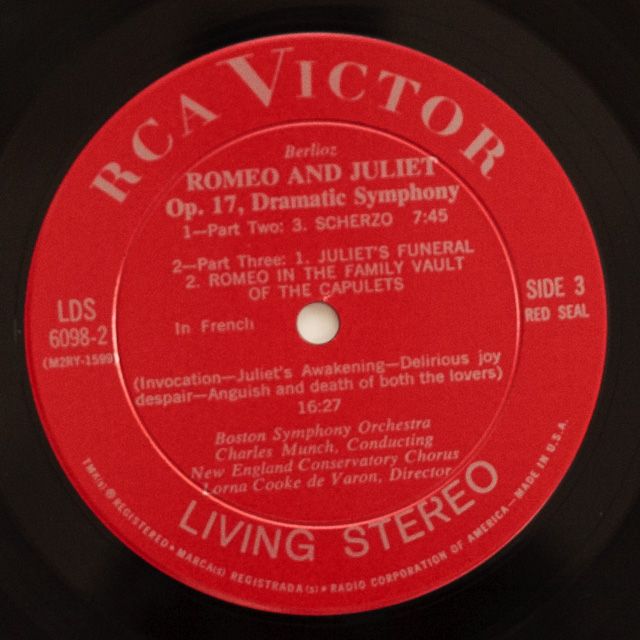 RCA VICTOR
Berlioz
ROMEO AND JULIET
Op. 17, Dramatic Symphony
1—Part Two: 3. SCHERZO 7:45
2—Part Three: 1. JULIET'S FUNERAL
2. ROMEO IN THE FAMILY VAULT
OF THE CAPULETS
LDS
6098-2
(M2RY-1599)
In French
SIDE 3
RED SEAL
(Invocation—Juliet's Awakening—Delirious joy
despair—Anguish and death of both the lovers)
16:27
Boston Symphony Orchestra
Charles Munch, Conducting
New England Conservatory Chorus
Lorna Cooke de Varon, Director
LIVING STEREO
TMK(s) ® REGISTERED • MARCA(s) REGISTRADA(s) • RADIO CORPORATION OF AMERICA—MADE IN U.S.A.